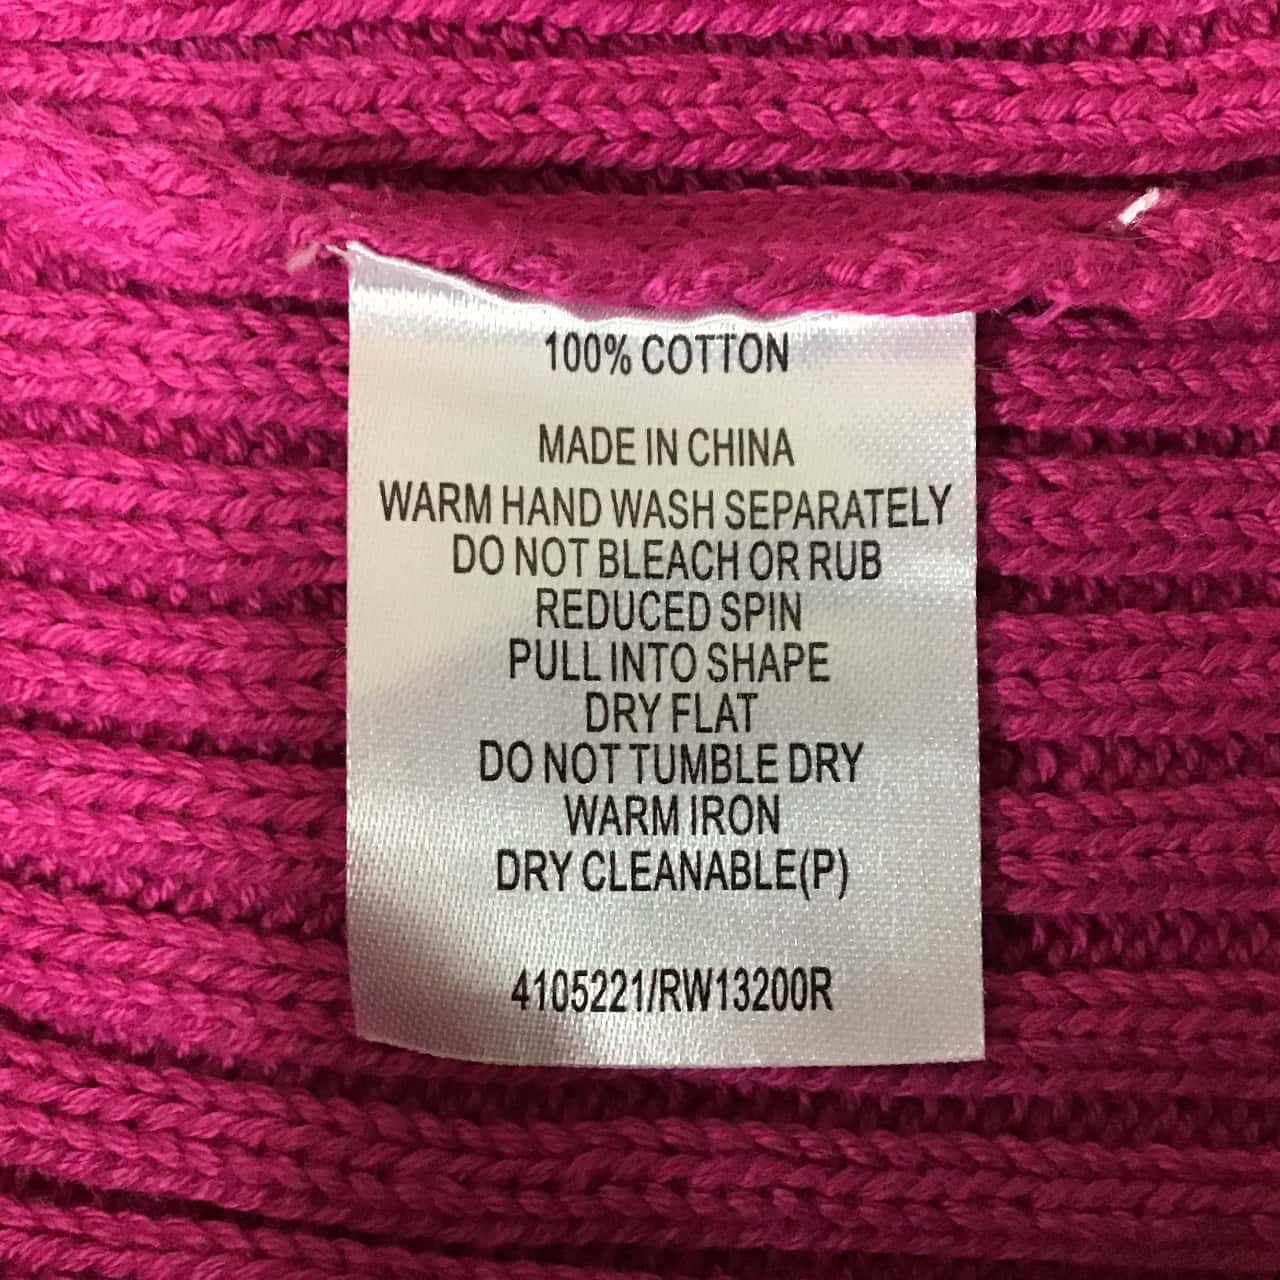 100% COTTON
MADE IN CHINA
WARM HAND WASH SEPARATELY
DO NOT BLEACH OR RUB
REDUCED SPIN
PULL INTO SHAPE
DRY FLAT
DO NOT TUMBLE DRY
WARM IRON
DRY CLEANABLE(P)
4105221/RW13200R